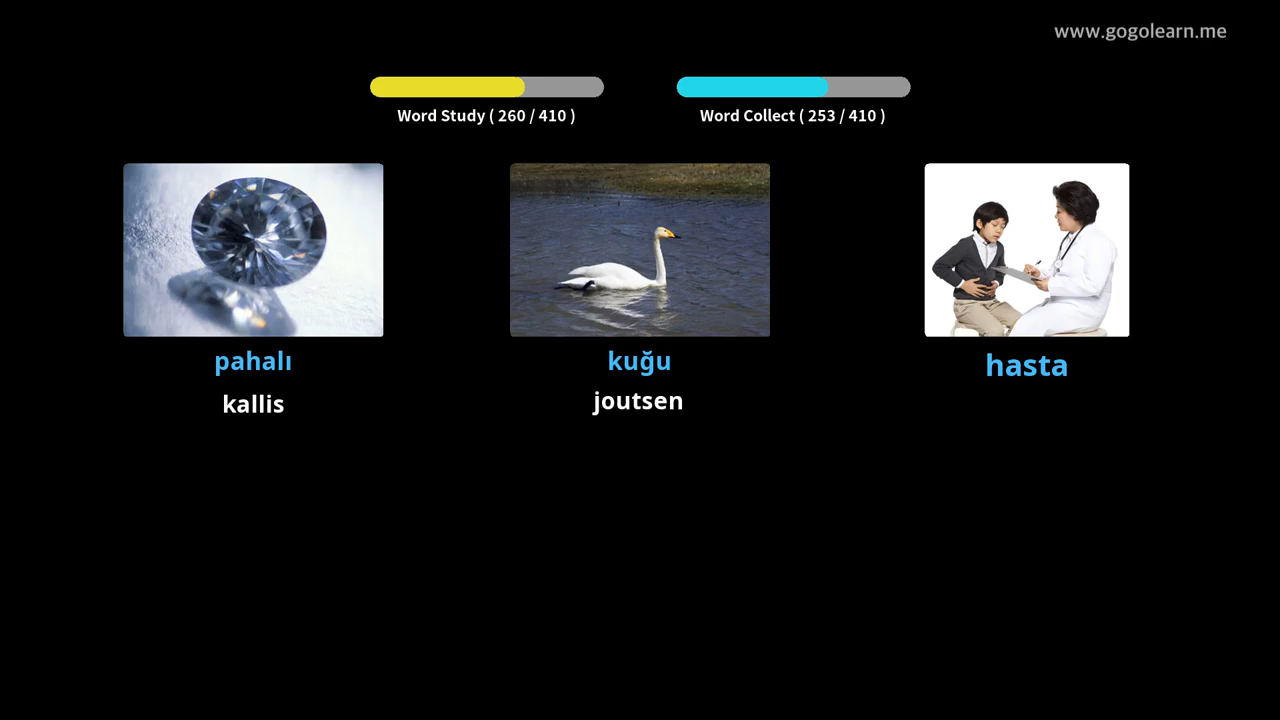 www.gogolearn.me
Word Study ( 260 / 410 )
Word Collect ( 253 / 410 )
pahalı
kuğu
hasta
kallis
joutsen